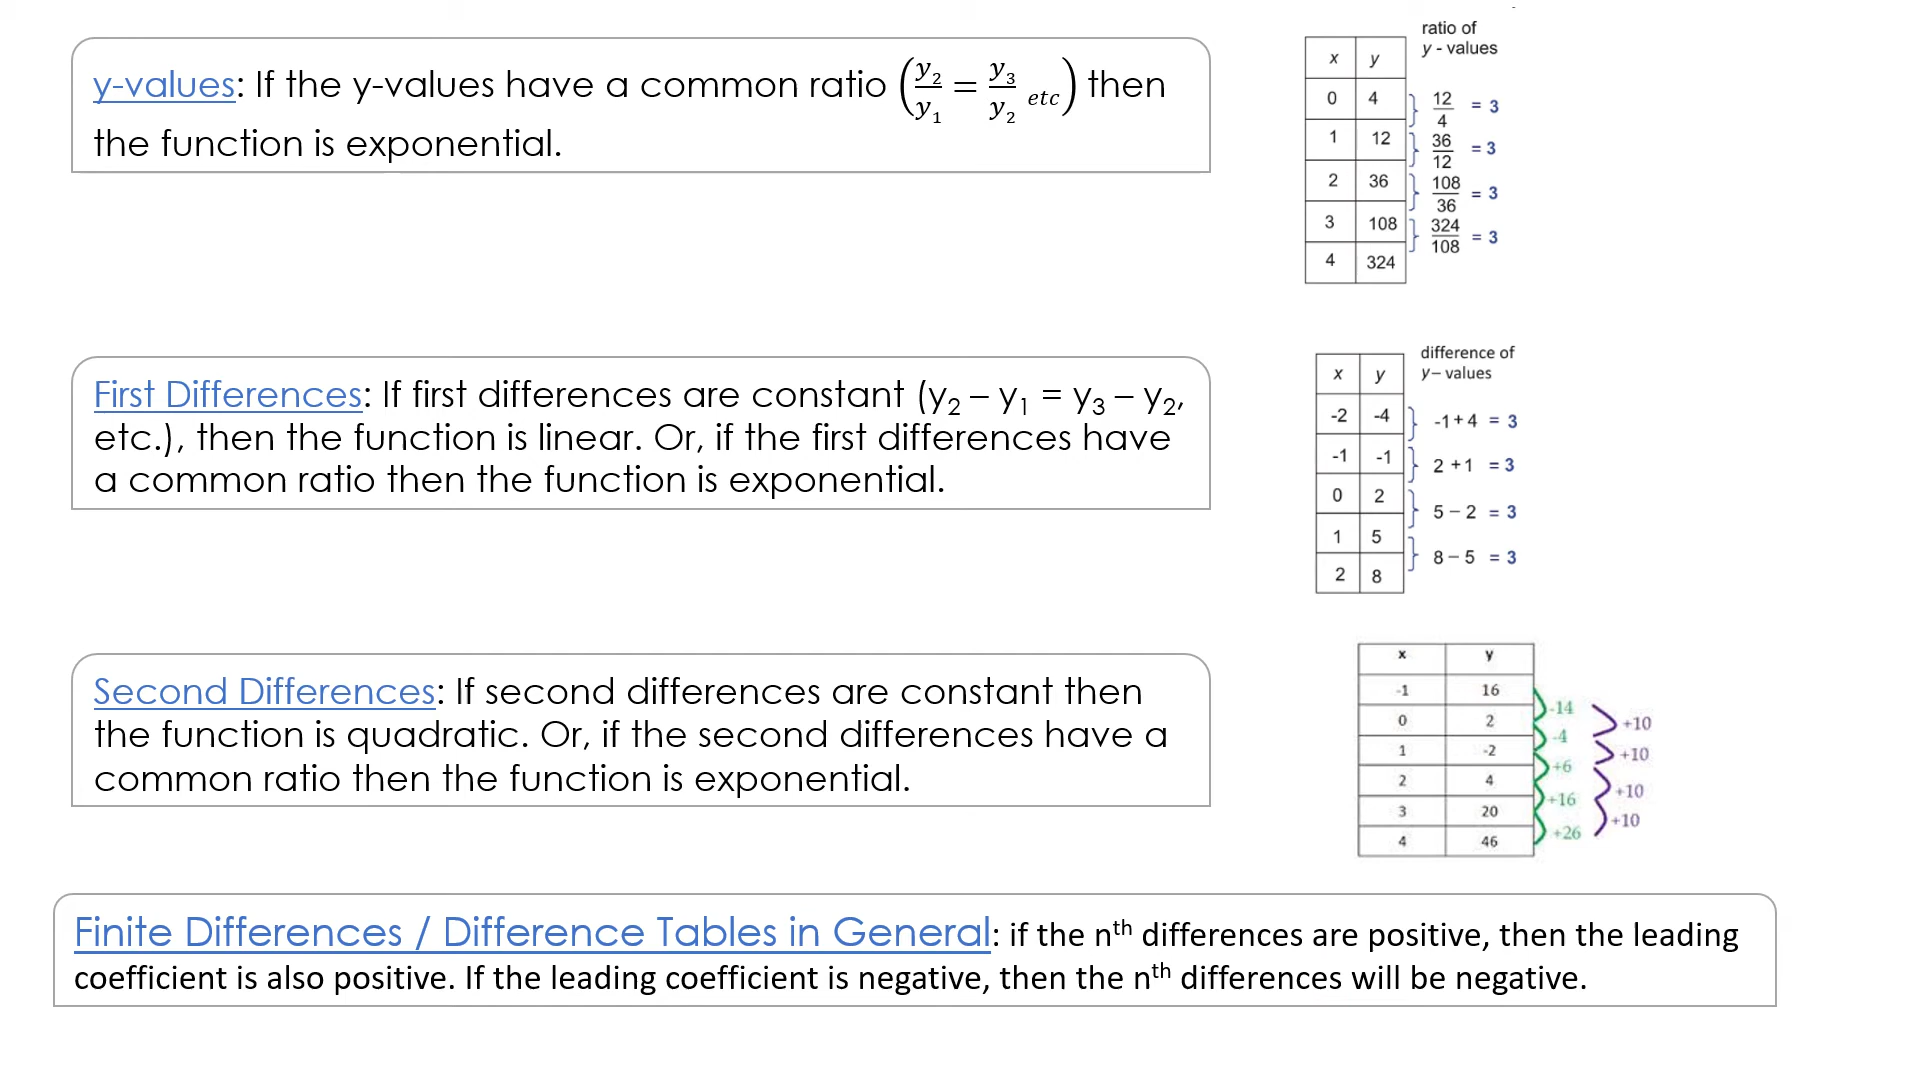 y-values: If the y-values have a common ratio (y₂/y₁ = y₃/y₂ etc) then
the function is exponential.
ratio of
y - values
x y
0 4
1 12
2 36
3 108
4 324
12/4 = 3
36/12 = 3
108/36 = 3
324/108 = 3
First Differences: If first differences are constant (y₂ – y₁ = y₃ – y₂,
etc.), then the function is linear. Or, if the first differences have
a common ratio then the function is exponential.
difference of
y– values
x y
-2 -4
-1 -1
0 2
1 5
2 8
-1+4 = 3
2 +1 = 3
5 – 2 = 3
8 – 5 = 3
Second Differences: If second differences are constant then
the function is quadratic. Or, if the second differences have a
common ratio then the function is exponential.
x y
-1 16
0 2
1 -2
2 4
3 20
4 46
-14
-4
+6
+16
+26
+10
+10
+10
+10
Finite Differences / Difference Tables in General: if the nᵗʰ differences are positive, then the leading
coefficient is also positive. If the leading coefficient is negative, then the nᵗʰ differences will be negative.